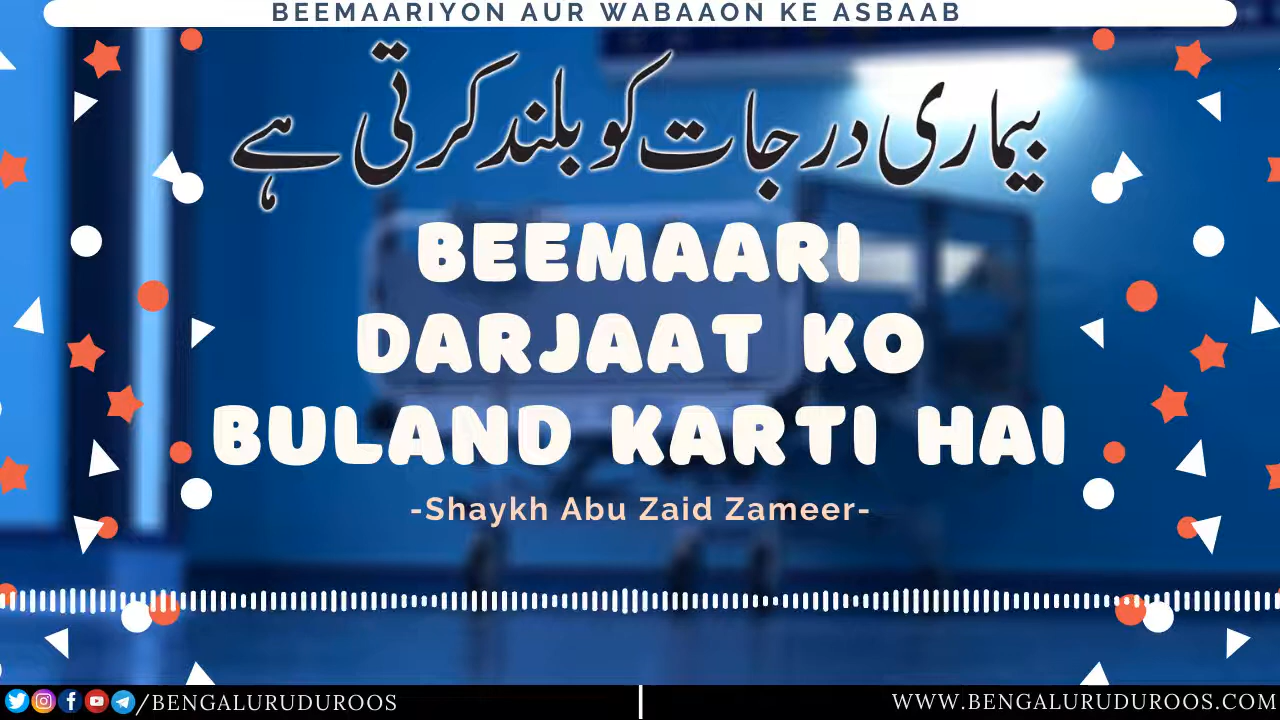 BEEMAARIYON AUR WABAAON KE ASBAAB
بیماری درجات کو بلند کرتی ہے
BEEMAARI
DARJAAT KO
BULAND KARTI HAI
-Shaykh Abu Zaid Zameer-
/BENGALURUDUROOS
WWW.BENGALURUDUROOS.COM